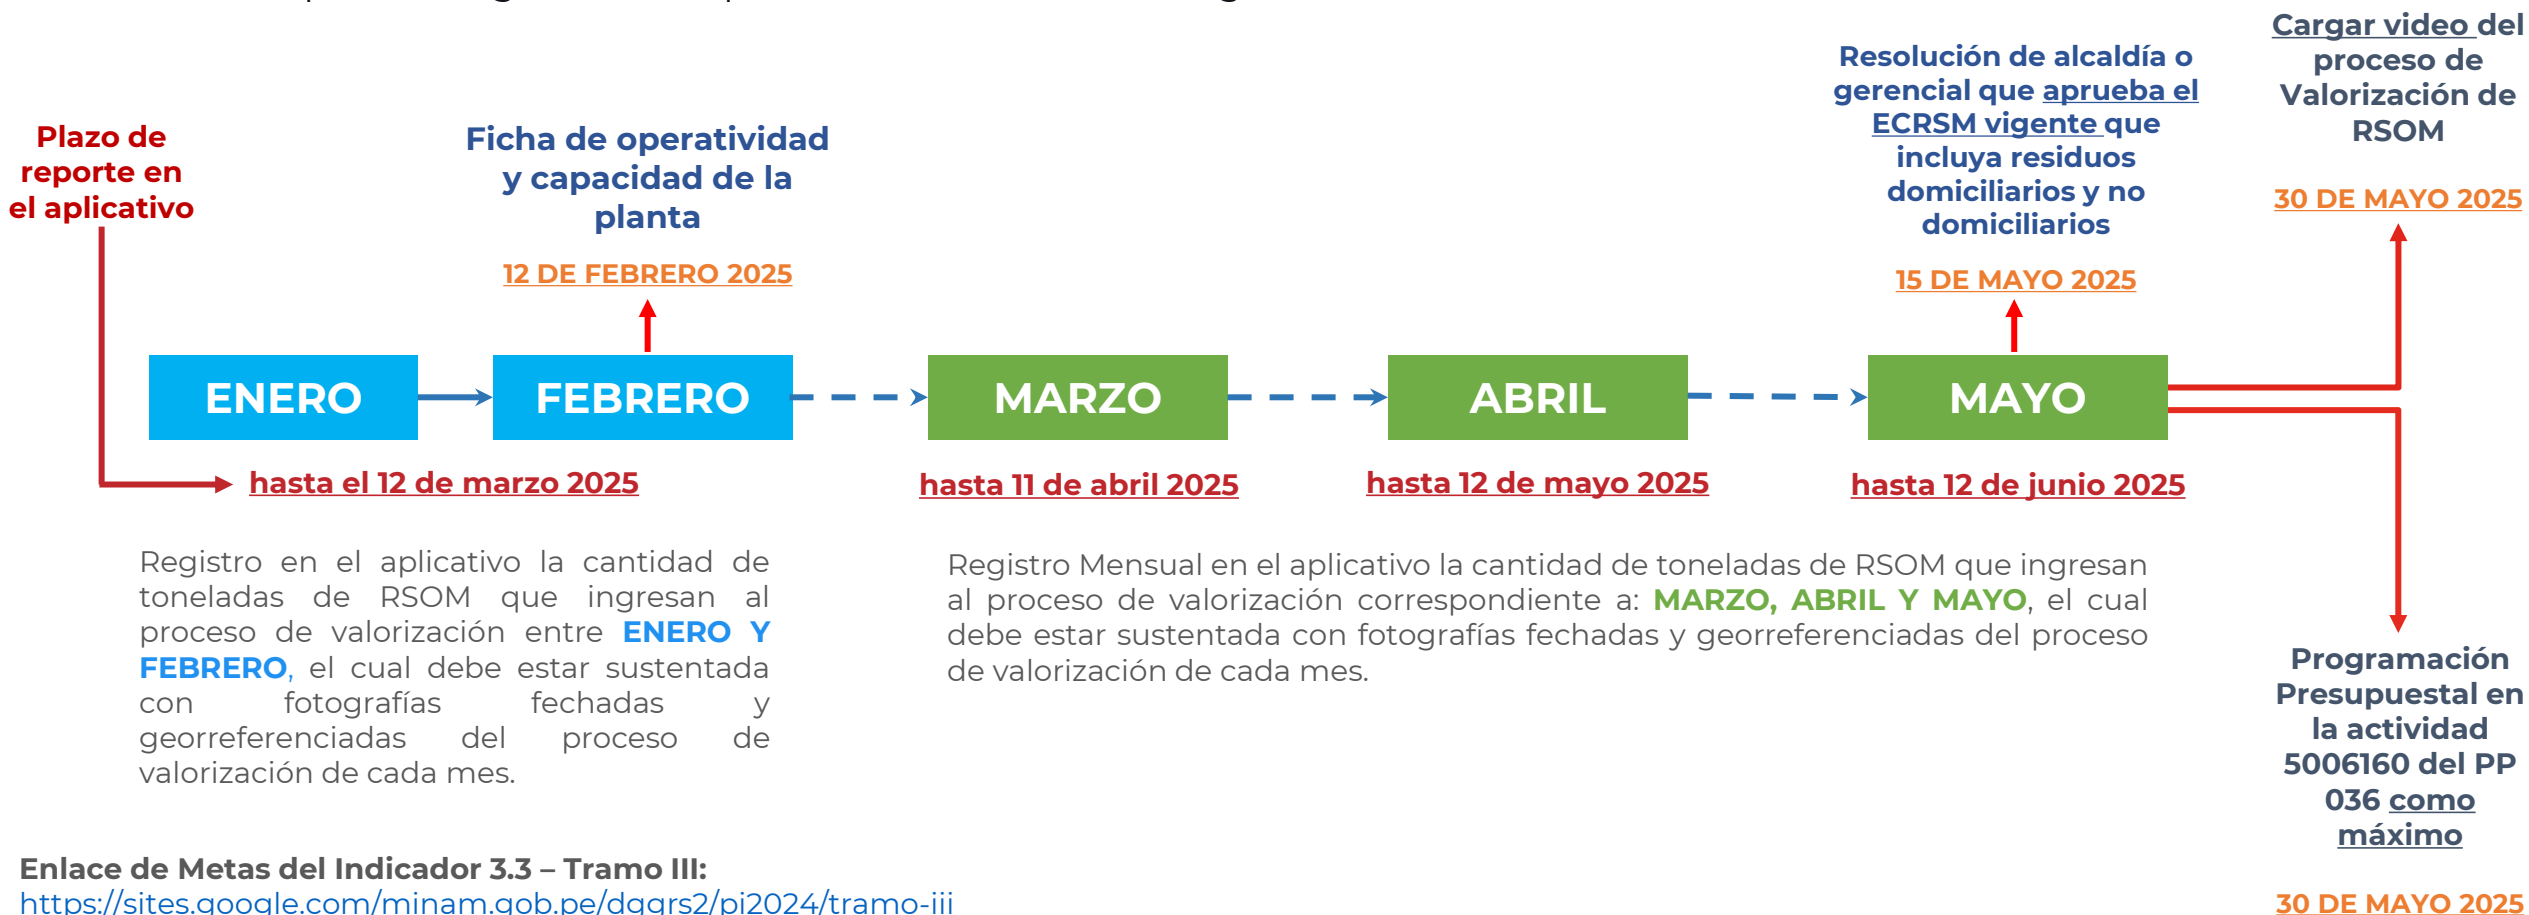 Plazo de
reporte en
el aplicativo
Ficha de operatividad
y capacidad de la
planta
12 DE FEBRERO 2025
Resolución de alcaldía o
gerencial que aprueba el
ECRSM vigente que
incluya residuos
domiciliarios y no
domiciliarios
15 DE MAYO 2025
Cargar video del
proceso de
Valorización de
RSOM
30 DE MAYO 2025
ENERO
FEBRERO
MARZO
ABRIL
MAYO
hasta el 12 de marzo 2025
hasta 11 de abril 2025
hasta 12 de mayo 2025
hasta 12 de junio 2025
Registro en el aplicativo la cantidad de
toneladas de RSOM que ingresan al
proceso de valorización entre ENERO Y
FEBRERO, el cual debe estar sustentada
con fotografías fechadas y
georreferenciadas del proceso de
valorización de cada mes.
Registro Mensual en el aplicativo la cantidad de toneladas de RSOM que ingresan
al proceso de valorización correspondiente a: MARZO, ABRIL Y MAYO, el cual
debe estar sustentada con fotografías fechadas y georreferenciadas del proceso
de valorización de cada mes.
Programación
Presupuestal en
la actividad
5006160 del PP
036 como
máximo
30 DE MAYO 2025
Enlace de Metas del Indicador 3.3 – Tramo III:
https://sites.google.com/minam.gob.pe/dggrs2/pi2024/tramo-iii